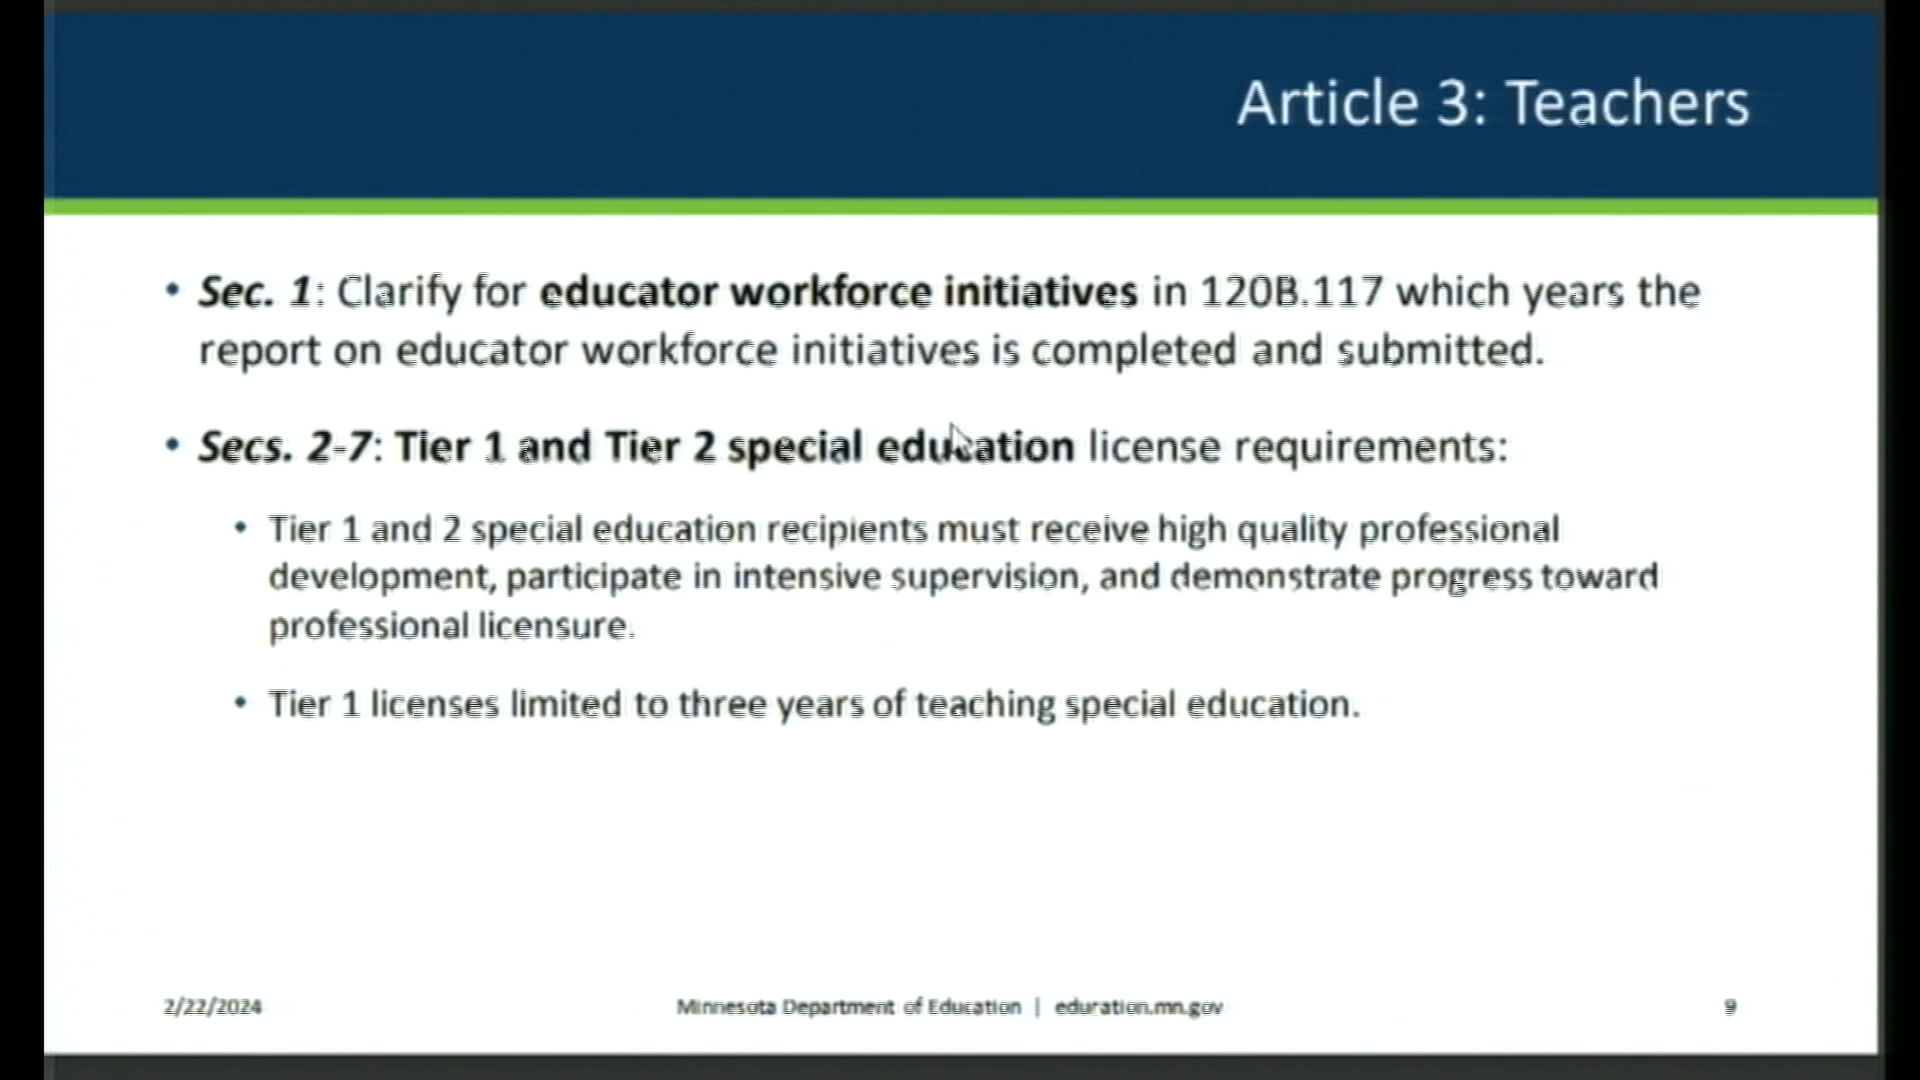 Article 3: Teachers
• Sec. 1: Clarify for educator workforce initiatives in 120B.117 which years the
report on educator workforce initiatives is completed and submitted.
• Secs. 2-7: Tier 1 and Tier 2 special education license requirements:
• Tier 1 and 2 special education recipients must receive high quality professional
development, participate in intensive supervision, and demonstrate progress toward
professional licensure.
• Tier 1 licenses limited to three years of teaching special education.
2/22/2024
Minnesota Department of Education | education.mn.gov
9